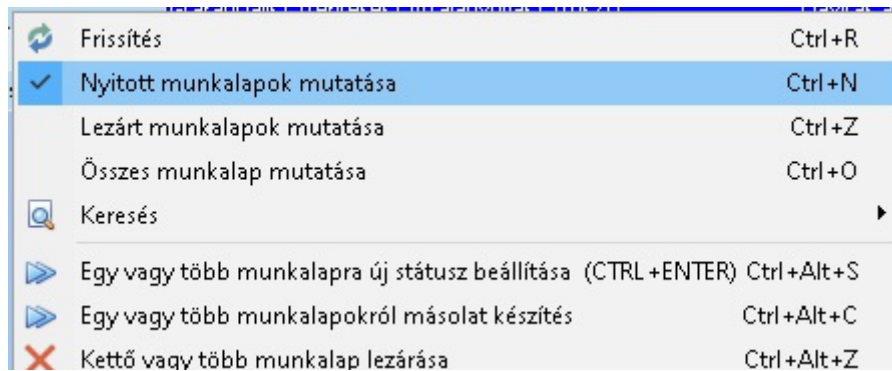 Frissítés Ctrl+R
Nyitott munkalapok mutatása Ctrl+N
Lezárt munkalapok mutatása Ctrl+Z
Összes munkalap mutatása Ctrl+O
Keresés
Egy vagy több munkalapra új státusz beállítása (CTRL+ENTER) Ctrl+Alt+S
Egy vagy több munkalapokról másolat készítés Ctrl+Alt+C
Kettő vagy több munkalap lezárása Ctrl+Alt+Z